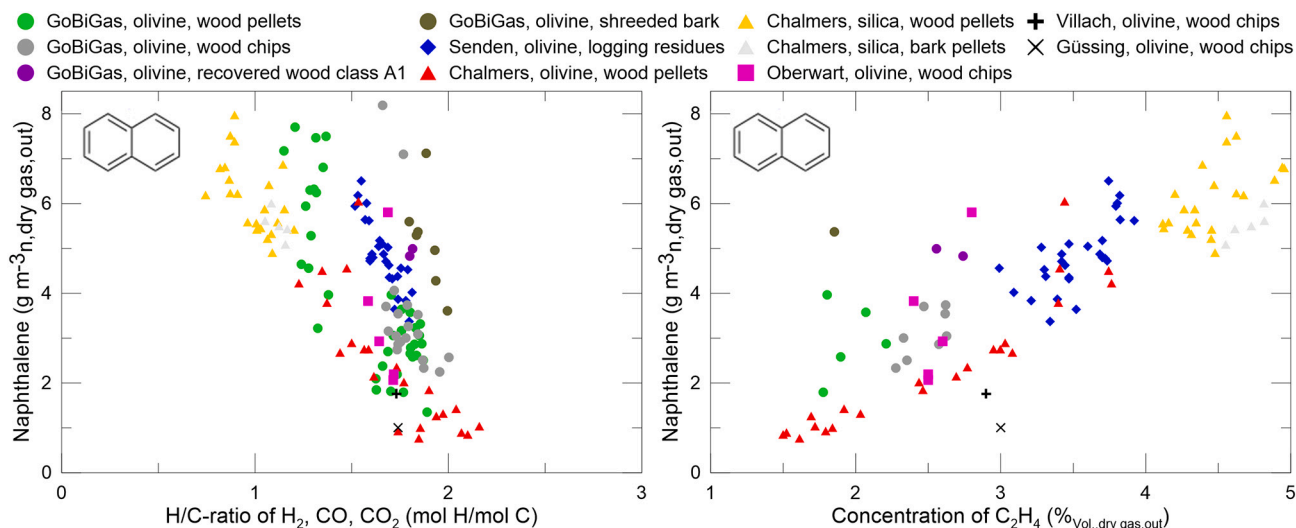 GoBiGas, olivine, wood pellets
GoBiGas, olivine, wood chips
GoBiGas, olivine, recovered wood class A1
GoBiGas, olivine, shreeded bark
Senden, olivine, logging residues
Chalmers, olivine, wood pellets
Chalmers, silica, wood pellets
Chalmers, silica, bark pellets
Oberwart, olivine, wood chips
Villach, olivine, wood chips
Güssing, olivine, wood chips
Naphthalene (g m⁻³n,dry gas,out)
8
6
4
2
0
0 1 2 3
H/C-ratio of H₂, CO, CO₂ (mol H/mol C)
Naphthalene (g m⁻³n,dry gas,out)
8
6
4
2
0
1 2 3 4 5
Concentration of C₂H₄ (%Vol.,dry gas,out)